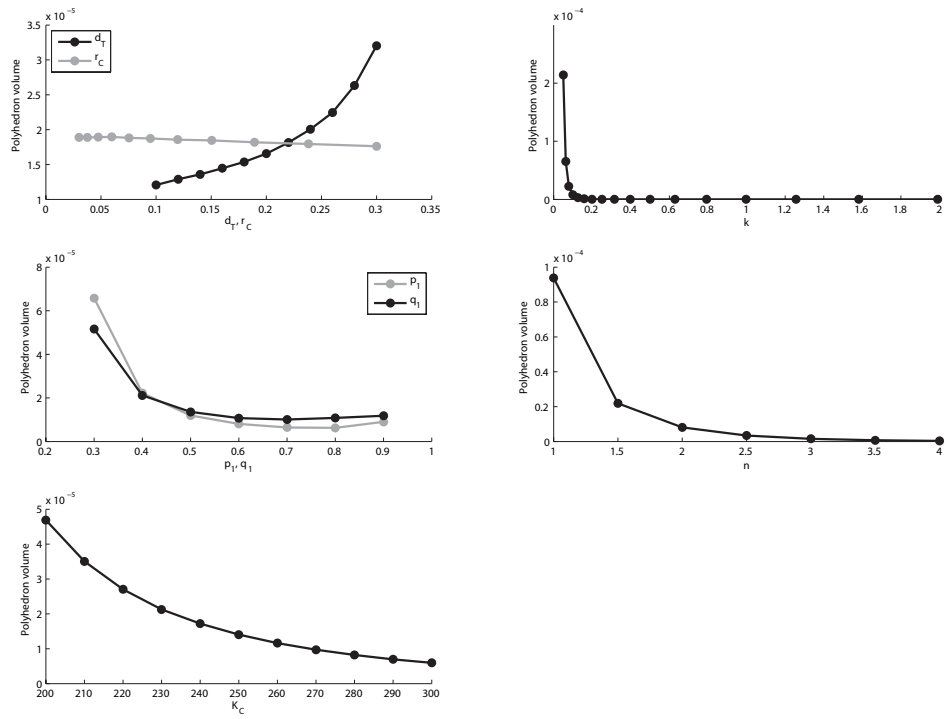 x 10⁻⁵
3.5
3
2.5
2
1.5
1
Polyhedron volume
d_T
r_C
0 0.05 0.1 0.15 0.2 0.25 0.3 0.35
d_T, r_C
x 10⁻⁴
2
1
0
Polyhedron volume
0 0.2 0.4 0.6 0.8 1 1.2 1.4 1.6 1.8 2
k
x 10⁻⁵
8
6
4
2
0
Polyhedron volume
p₁
q₁
0.2 0.3 0.4 0.5 0.6 0.7 0.8 0.9 1
p₁, q₁
x 10⁻⁴
1
0.8
0.6
0.4
0.2
0
Polyhedron volume
1 1.5 2 2.5 3 3.5 4
n
x 10⁻⁵
5
4
3
2
1
0
Polyhedron volume
200 210 220 230 240 250 260 270 280 290 300
K_C